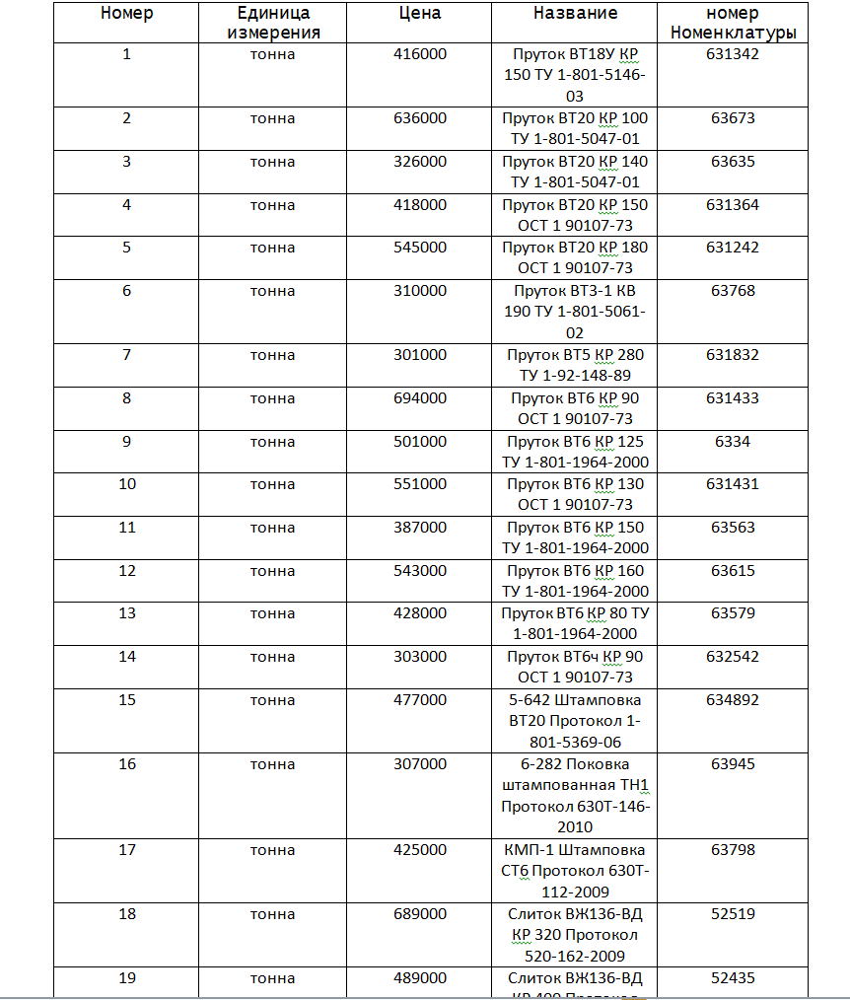 Номер Единица Цена Название номер
измерения Номенклатуры
1 тонна 416000 Пруток ВТ18У КР 631342
150 ТУ 1-801-5146-
03
2 тонна 636000 Пруток ВТ20 КР 100 63673
ТУ 1-801-5047-01
3 тонна 326000 Пруток ВТ20 КР 140 63635
ТУ 1-801-5047-01
4 тонна 418000 Пруток ВТ20 КР 150 631364
ОСТ 1 90107-73
5 тонна 545000 Пруток ВТ20 КР 180 631242
ОСТ 1 90107-73
6 тонна 310000 Пруток ВТ3-1 КВ 63768
190 ТУ 1-801-5061-
02
7 тонна 301000 Пруток ВТ5 КР 280 631832
ТУ 1-92-148-89
8 тонна 694000 Пруток ВТ6 КР 90 631433
ОСТ 1 90107-73
9 тонна 501000 Пруток ВТ6 КР 125 6334
ТУ 1-801-1964-2000
10 тонна 551000 Пруток ВТ6 КР 130 631431
ОСТ 1 90107-73
11 тонна 387000 Пруток ВТ6 КР 150 63563
ТУ 1-801-1964-2000
12 тонна 543000 Пруток ВТ6 КР 160 63615
ТУ 1-801-1964-2000
13 тонна 428000 Пруток ВТ6 КР 80 ТУ 63579
1-801-1964-2000
14 тонна 303000 Пруток ВТ6ч КР 90 632542
ОСТ 1 90107-73
15 тонна 477000 5-642 Штамповка 634892
ВТ20 Протокол 1-
801-5369-06
16 тонна 307000 6-282 Поковка 63945
штампованная ТН1
Протокол 630Т-146-
2010
17 тонна 425000 КМП-1 Штамповка 63798
СТ6 Протокол 630Т-
112-2009
18 тонна 689000 Слиток ВЖ136-ВД 52519
КР 320 Протокол
520-162-2009
19 тонна 489000 Слиток ВЖ136-ВД 52435